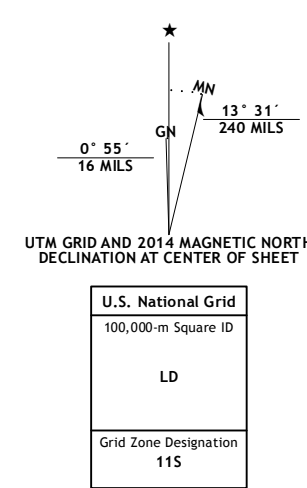 ★
MN
GN
13° 31´
240 MILS
0° 55´
16 MILS
UTM GRID AND 2014 MAGNETIC NORTH
DECLINATION AT CENTER OF SHEET
U.S. National Grid
100,000-m Square ID
LD
Grid Zone Designation
11S